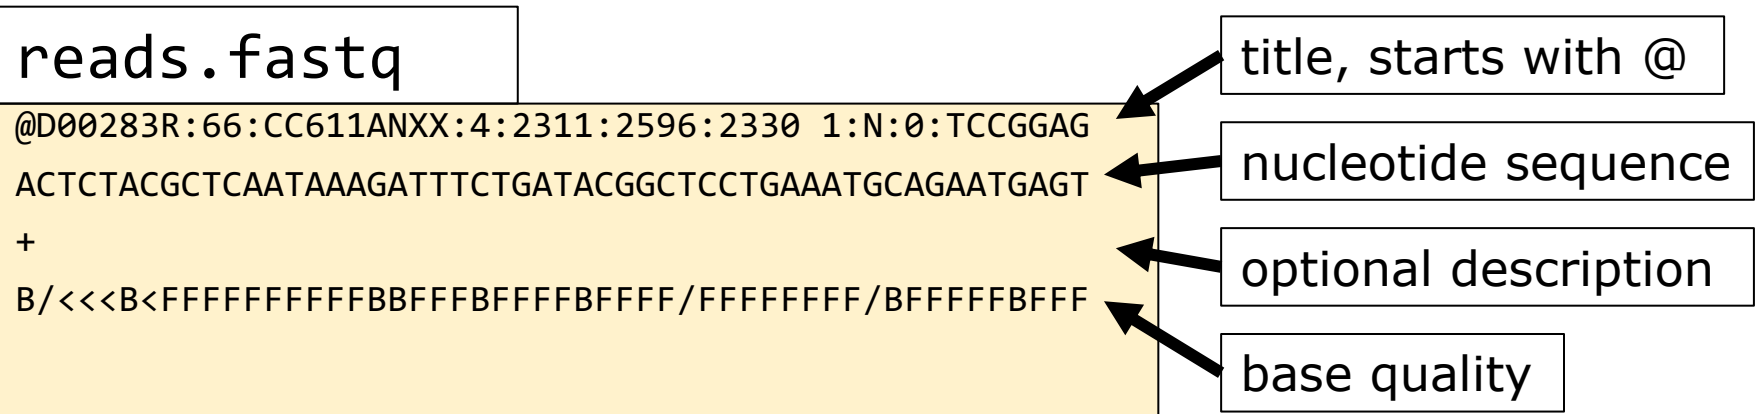 reads.fastq
@D00283R:66:CC611ANXX:4:2311:2596:2330 1:N:0:TCCGGAG
ACTCTACGCTCAATAAAGATTTCTGATACGGCTCCTGAAATGCAGAATGAGT
+
B/<<<B<FFFFFFFFFFFBBFFFBFFFFBFFFF/FFFFFFFF/BFFFFFBFFF
title, starts with @
nucleotide sequence
optional description
base quality